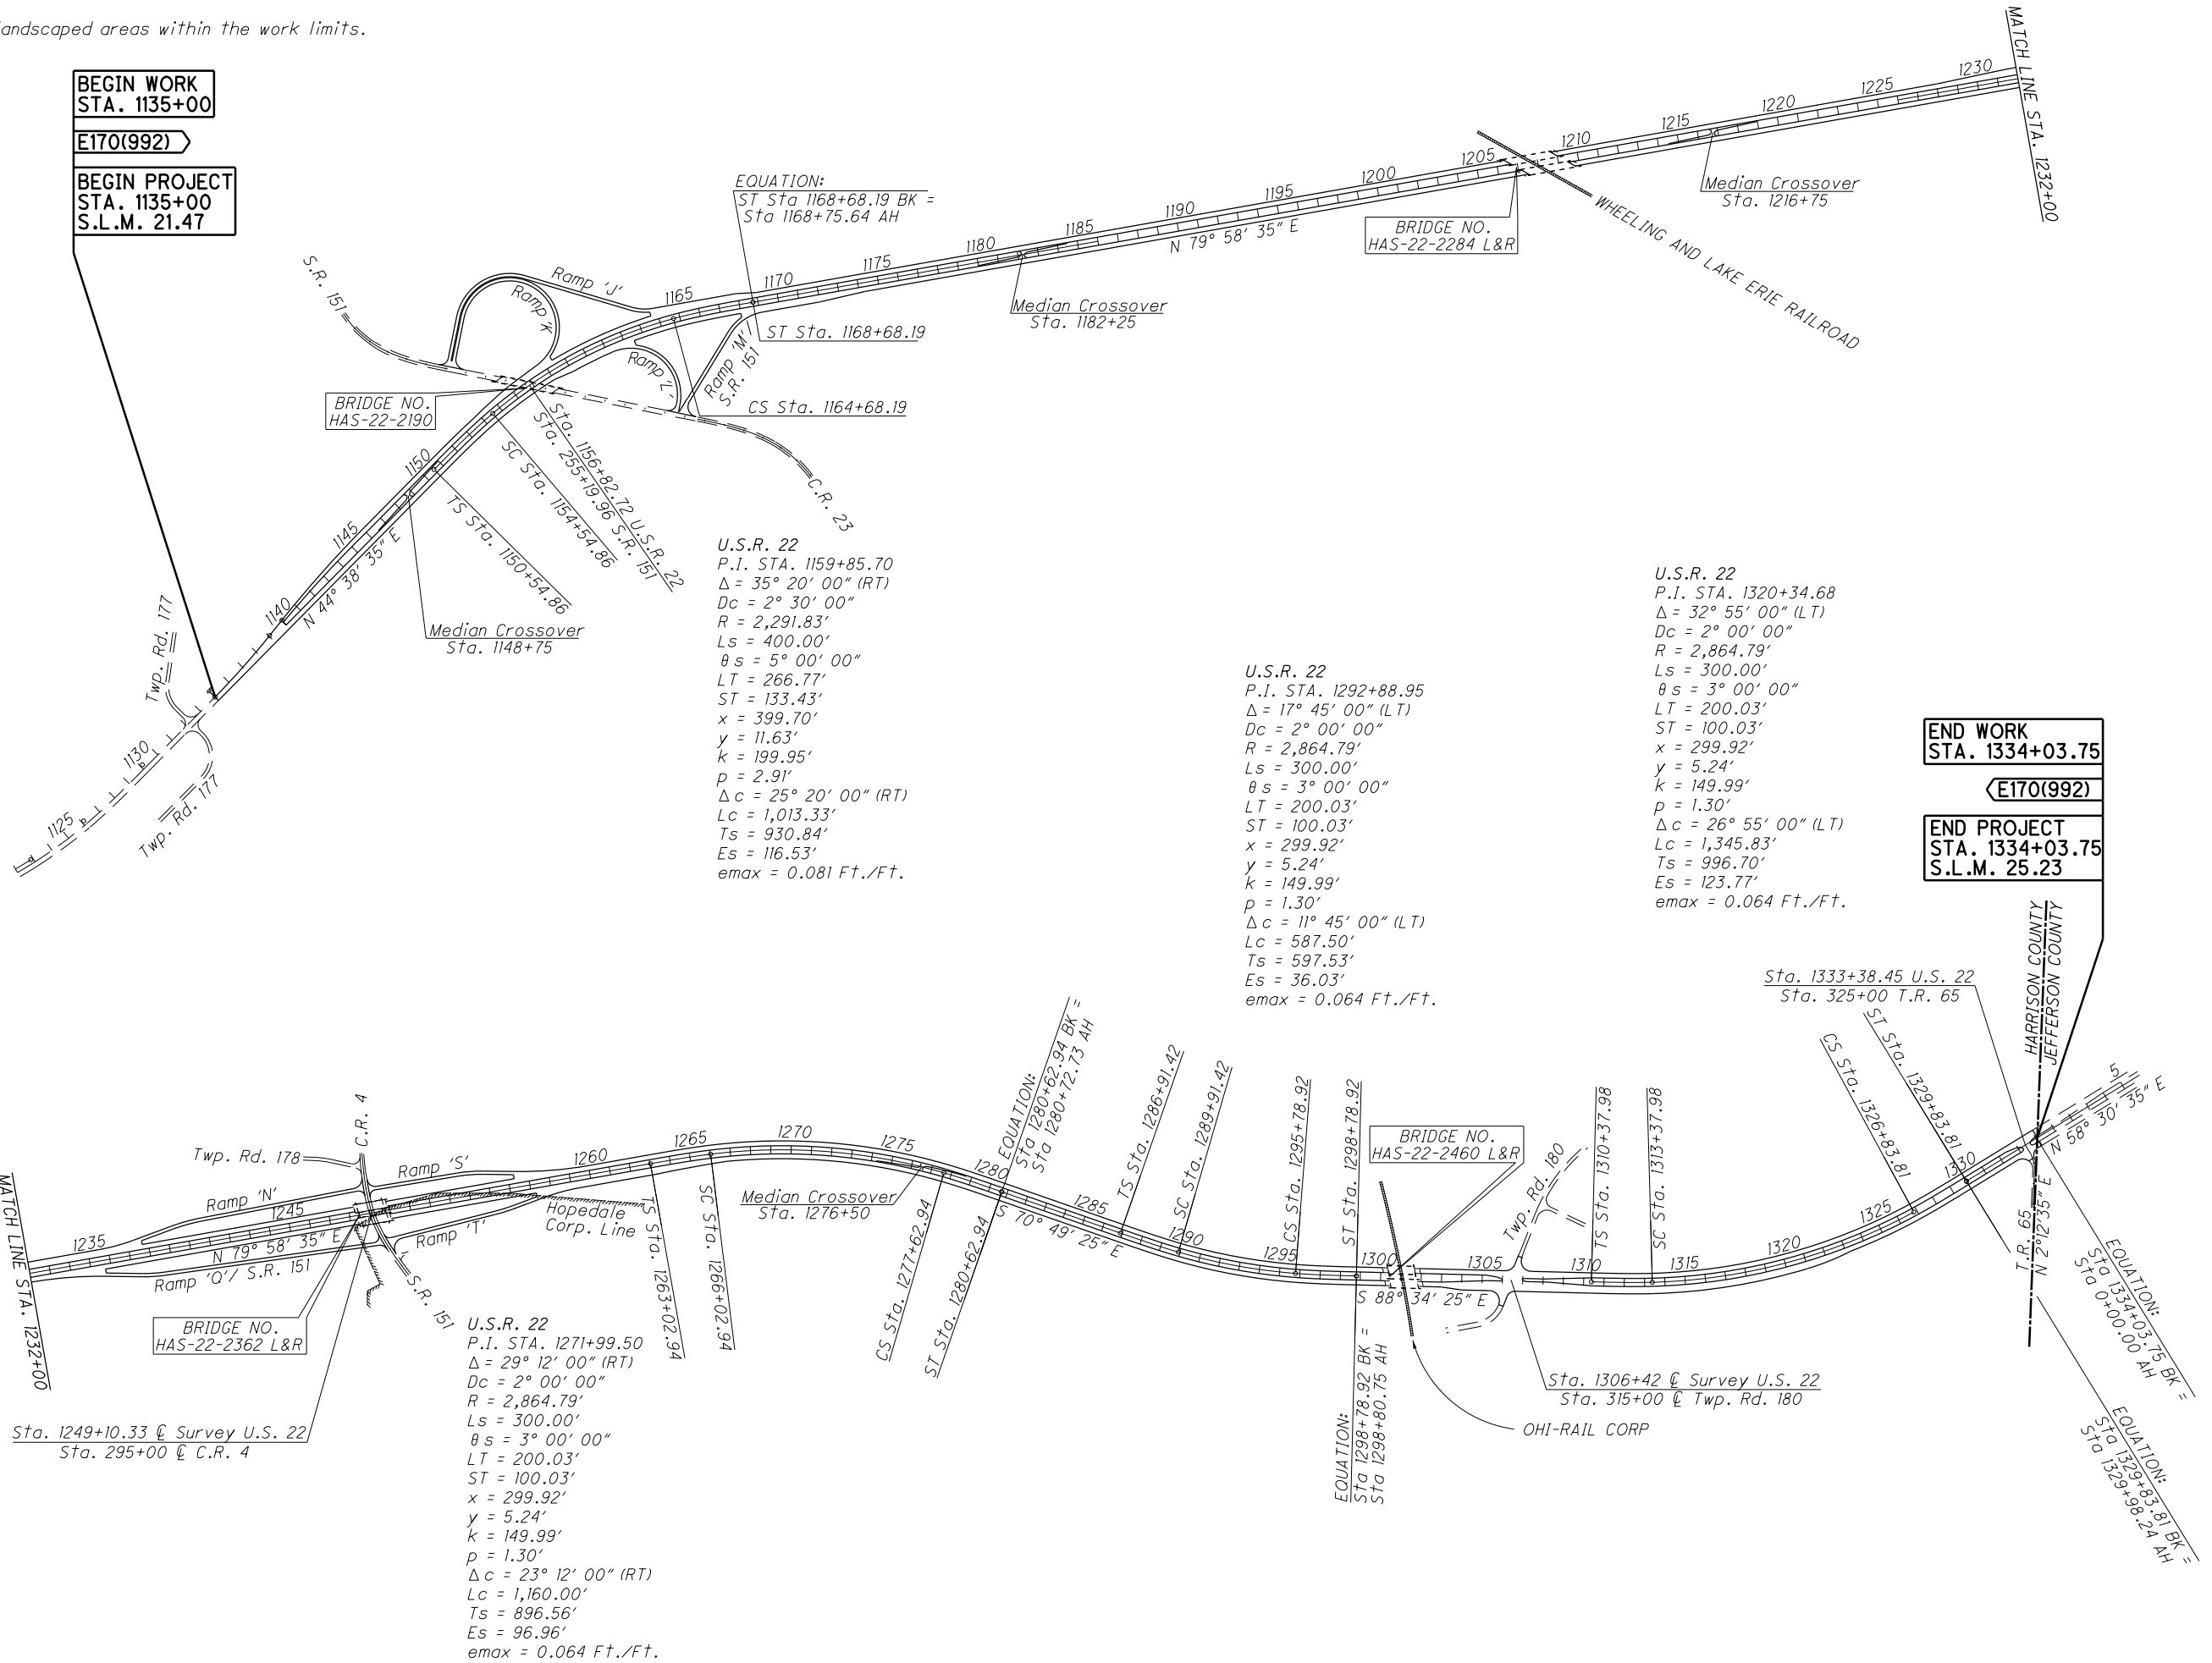 landscaped areas within the work limits.
BEGIN WORK
STA. 1135+00
E170(992)
BEGIN PROJECT
STA. 1135+00
S.L.M. 21.47
MATCH LINE STA. 1232+00
1230
1225
1220
1215
1210
1205
1200
1195
1190
1185
1180
1175
1170
1165
Median Crossover
Sta. 1216+75
WHEELING AND LAKE ERIE RAILROAD
BRIDGE NO.
HAS-22-2284 L&R
N 79° 58' 35" E
EQUATION:
ST Sta 1168+68.19 BK =
Sta 1168+75.64 AH
Median Crossover
Sta. 1182+25
S.R. 151
Ramp 'J'
Ramp 'K'
Ramp 'L'
Ramp 'M'
S.R. 151
ST Sta. 1168+68.19
CS Sta. 1164+68.19
BRIDGE NO.
HAS-22-2190
C.R. 23
Sta. 1156+82.72 U.S.R. 22
Sta. 255+19.96 S.R. 151
SC Sta. 1154+54.86
TS Sta. 1150+54.86
1150
1145
1140
N 44° 38' 35" E
Median Crossover
Sta. 1148+75
Twp. Rd. 177
1130
1125
Twp. Rd. 177
U.S.R. 22
P.I. STA. 1159+85.70
Δ = 35° 20' 00" (RT)
Dc = 2° 30' 00"
R = 2,291.83'
Ls = 400.00'
θs = 5° 00' 00"
LT = 266.77'
ST = 133.43'
x = 399.70'
y = 11.63'
k = 199.95'
p = 2.91'
Δc = 25° 20' 00" (RT)
Lc = 1,013.33'
Ts = 930.84'
Es = 116.53'
emax = 0.081 Ft./Ft.
U.S.R. 22
P.I. STA. 1292+88.95
Δ = 17° 45' 00" (LT)
Dc = 2° 00' 00"
R = 2,864.79'
Ls = 300.00'
θs = 3° 00' 00"
LT = 200.03'
ST = 100.03'
x = 299.92'
y = 5.24'
k = 149.99'
p = 1.30'
Δc = 11° 45' 00" (LT)
Lc = 587.50'
Ts = 597.53'
Es = 36.03'
emax = 0.064 Ft./Ft.
U.S.R. 22
P.I. STA. 1320+34.68
Δ = 32° 55' 00" (LT)
Dc = 2° 00' 00"
R = 2,864.79'
Ls = 300.00'
θs = 3° 00' 00"
LT = 200.03'
ST = 100.03'
x = 299.92'
y = 5.24'
k = 149.99'
p = 1.30'
Δc = 26° 55' 00" (LT)
Lc = 1,345.83'
Ts = 996.70'
Es = 123.77'
emax = 0.064 Ft./Ft.
END WORK
STA. 1334+03.75
E170(992)
END PROJECT
STA. 1334+03.75
S.L.M. 25.23
HARRISON COUNTY
JEFFERSON COUNTY
MATCH LINE STA. 1232+00
1235
Ramp 'N'
1245
N 79° 58' 35" E
Ramp 'Q'/ S.R. 151
Twp. Rd. 178
C.R. 4
Ramp 'S'
Ramp 'T'
S.R. 151
Hopedale
Corp. Line
BRIDGE NO.
HAS-22-2362 L&R
Sta. 1249+10.33 ℄ Survey U.S. 22
Sta. 295+00 ℄ C.R. 4
1260
1265
1270
1275
1280
1285
1290
1295
1300
1305
1310
1315
1320
1325
1330
5
TS Sta. 1263+02.94
SC Sta. 1266+02.94
Median Crossover
Sta. 1276+50
CS Sta. 1277+62.94
ST Sta. 1280+62.94
EQUATION:
Sta 1280+62.94 BK =
Sta 1280+72.73 AH
S 70° 49' 25" E
TS Sta. 1286+91.42
SC Sta. 1289+91.42
CS Sta. 1295+78.92
ST Sta. 1298+78.92
EQUATION:
Sta 1298+78.92 BK =
Sta 1298+80.75 AH
BRIDGE NO.
HAS-22-2460 L&R
S 88° 34' 25" E
OHI-RAIL CORP
Twp. Rd. 180
Sta. 1306+42 ℄ Survey U.S. 22
Sta. 315+00 ℄ Twp. Rd. 180
TS Sta. 1310+37.98
SC Sta. 1313+37.98
CS Sta. 1326+83.81
ST Sta. 1329+83.81
Sta. 1333+38.45 U.S. 22
Sta. 325+00 T.R. 65
N 58° 30' 35" E
T.R. 65
N 2°12'35" E
EQUATION:
Sta 1334+03.75 BK =
Sta 0+00.00 AH
EQUATION:
Sta 1329+83.81 BK =
Sta 1329+98.24 AH
U.S.R. 22
P.I. STA. 1271+99.50
Δ = 29° 12' 00" (RT)
Dc = 2° 00' 00"
R = 2,864.79'
Ls = 300.00'
θs = 3° 00' 00"
LT = 200.03'
ST = 100.03'
x = 299.92'
y = 5.24'
k = 149.99'
p = 1.30'
Δc = 23° 12' 00" (RT)
Lc = 1,160.00'
Ts = 896.56'
Es = 96.96'
emax = 0.064 Ft./Ft.